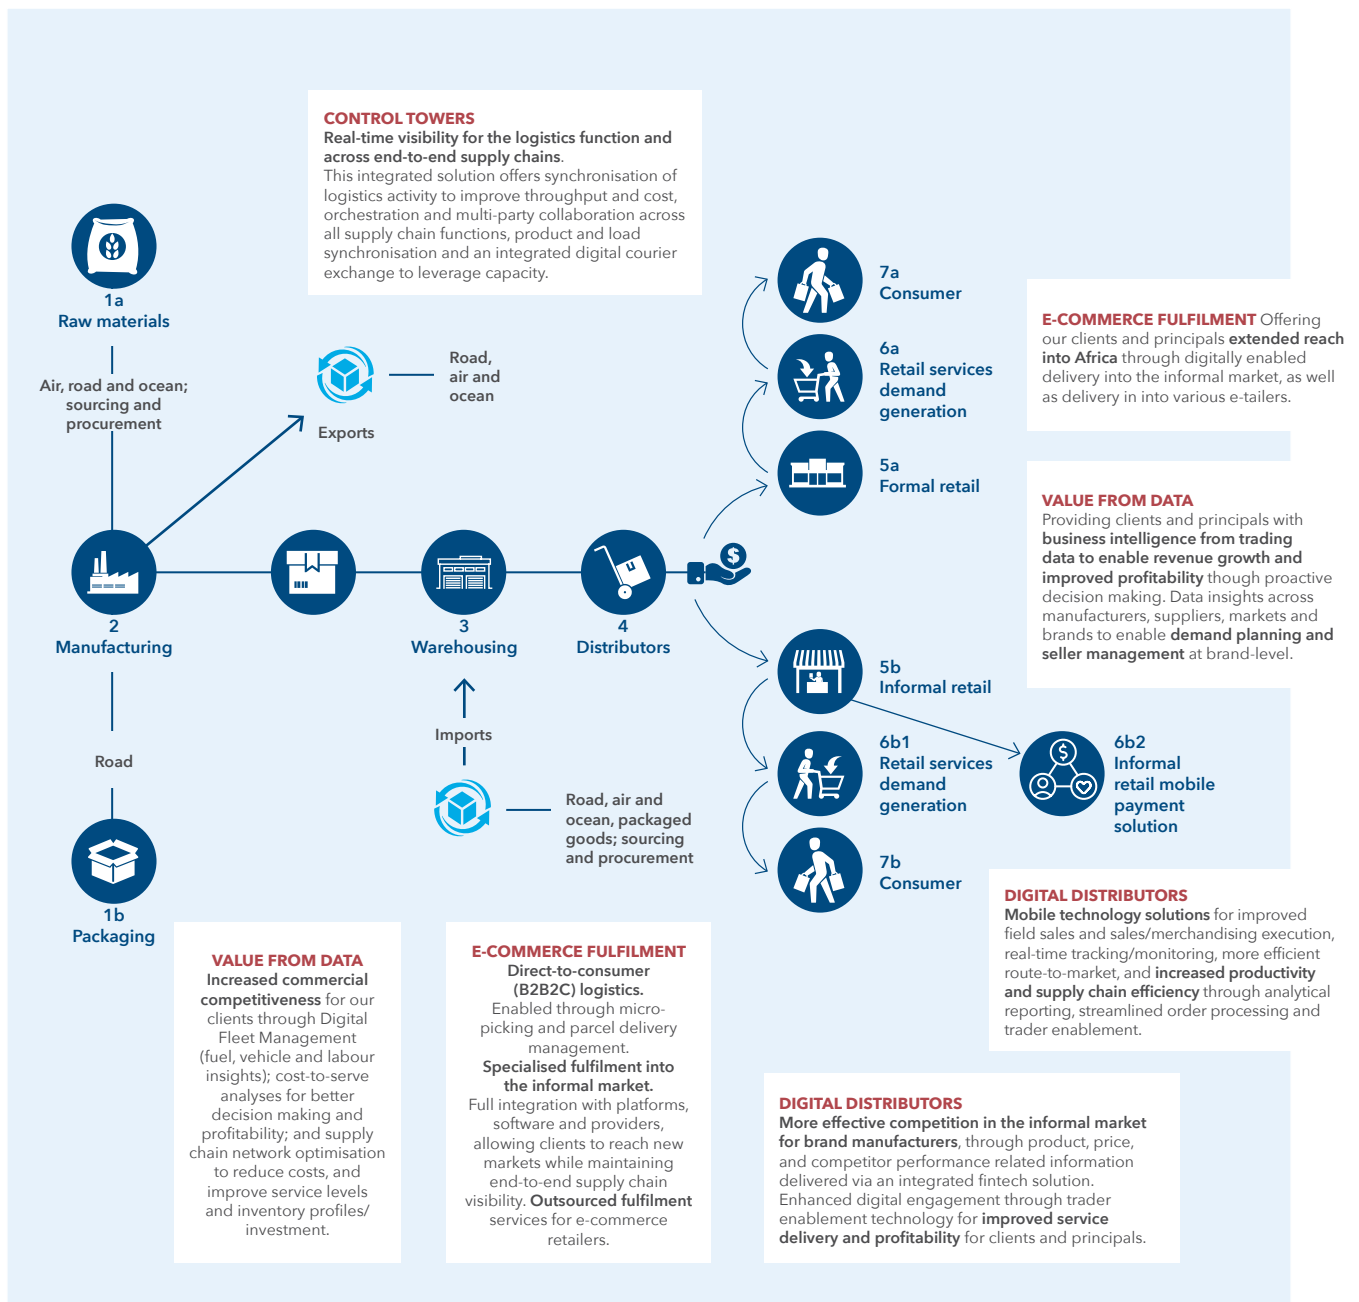 CONTROL TOWERS
Real-time visibility for the logistics function and
across end-to-end supply chains.
This integrated solution offers synchronisation of
logistics activity to improve throughput and cost,
orchestration and multi-party collaboration across
all supply chain functions, product and load
synchronisation and an integrated digital courier
exchange to leverage capacity.
1a
Raw materials
Air, road and ocean;
sourcing and
procurement
Exports
Road,
air and
ocean
2
Manufacturing
3
Warehousing
4
Distributors
$
Road
1b
Packaging
Imports
Road, air and
ocean, packaged
goods; sourcing
and procurement
7a
Consumer
6a
Retail services
demand
generation
5a
Formal retail
5b
Informal retail
6b1
Retail services
demand
generation
7b
Consumer
$
6b2
Informal
retail mobile
payment
solution
E-COMMERCE FULFILMENT Offering
our clients and principals extended reach
into Africa through digitally enabled
delivery into the informal market, as well
as delivery in into various e-tailers.
VALUE FROM DATA
Providing clients and principals with
business intelligence from trading
data to enable revenue growth and
improved profitability though proactive
decision making. Data insights across
manufacturers, suppliers, markets and
brands to enable demand planning and
seller management at brand-level.
DIGITAL DISTRIBUTORS
Mobile technology solutions for improved
field sales and sales/merchandising execution,
real-time tracking/monitoring, more efficient
route-to-market, and increased productivity
and supply chain efficiency through analytical
reporting, streamlined order processing and
trader enablement.
VALUE FROM DATA
Increased commercial
competitiveness for our
clients through Digital
Fleet Management
(fuel, vehicle and labour
insights); cost-to-serve
analyses for better
decision making and
profitability; and supply
chain network optimisation
to reduce costs, and
improve service levels
and inventory profiles/
investment.
E-COMMERCE FULFILMENT
Direct-to-consumer
(B2B2C) logistics.
Enabled through micro-
picking and parcel delivery
management.
Specialised fulfilment into
the informal market.
Full integration with platforms,
software and providers,
allowing clients to reach new
markets while maintaining
end-to-end supply chain
visibility. Outsourced fulfilment
services for e-commerce
retailers.
DIGITAL DISTRIBUTORS
More effective competition in the informal market
for brand manufacturers, through product, price,
and competitor performance related information
delivered via an integrated fintech solution.
Enhanced digital engagement through trader
enablement technology for improved service
delivery and profitability for clients and principals.